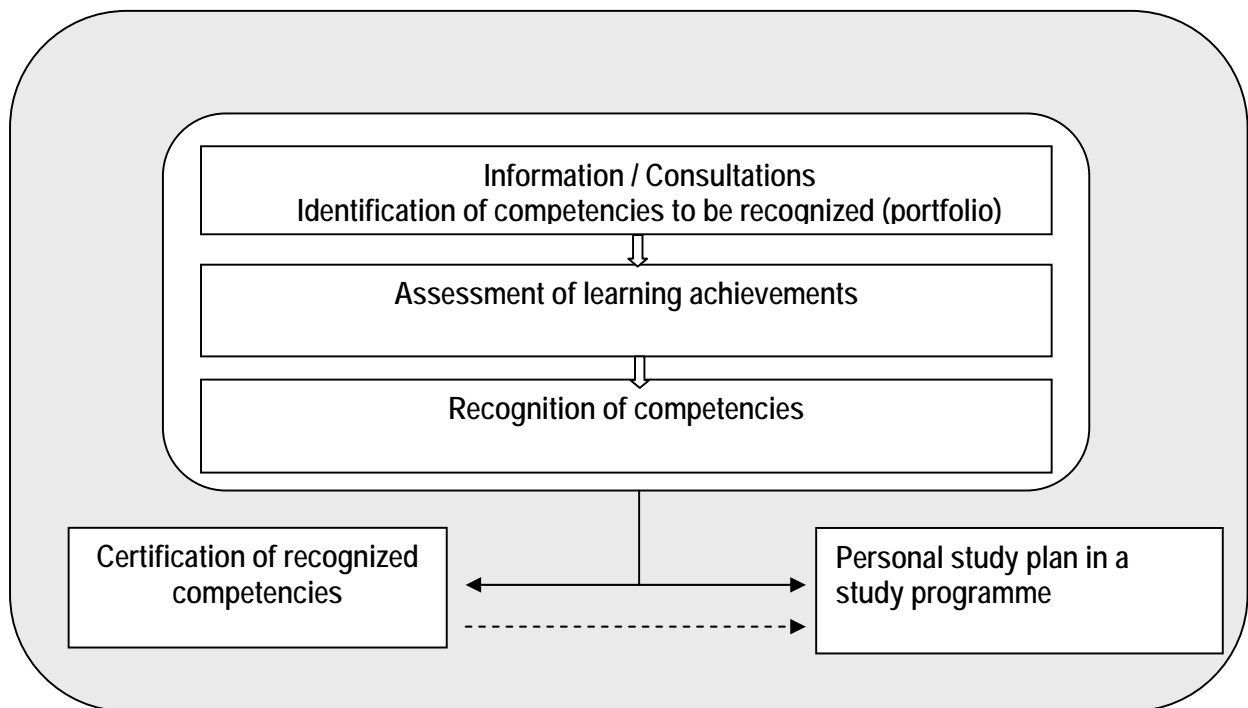 Information / Consultations
Identification of competencies to be recognized (portfolio)
Assessment of learning achievements
Recognition of competencies
Certification of recognized
competencies
Personal study plan in a
study programme